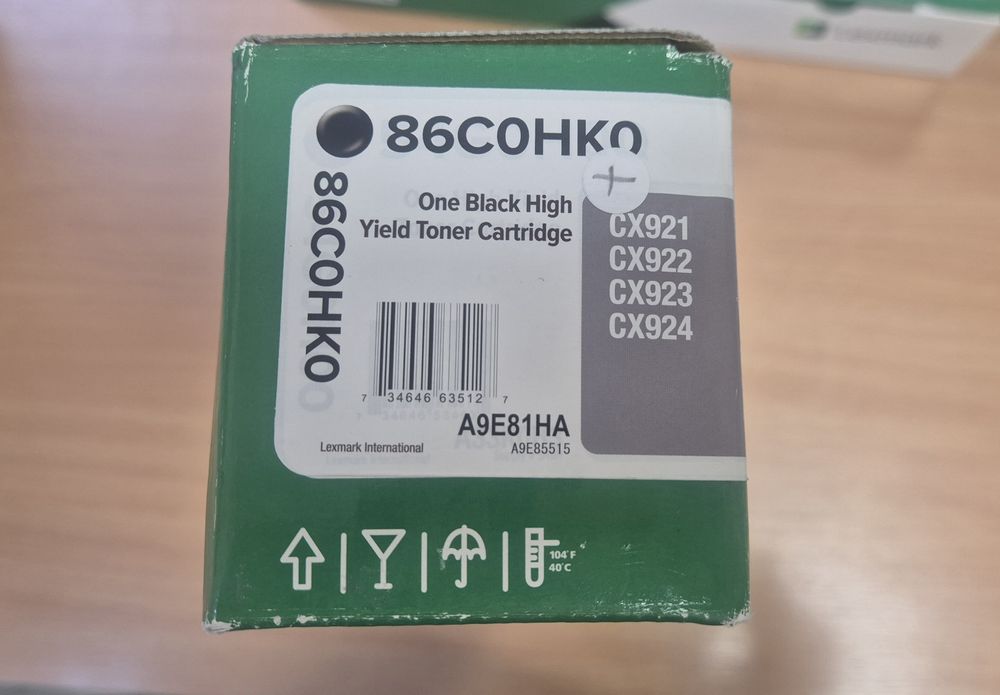 86C0HK0
86C0HK0
One Black High
Yield Toner Cartridge
CX921
CX922
CX923
CX924
7 34646 63512 7
A9E81HA
A9E85515
Lexmark International
104°F
40°C